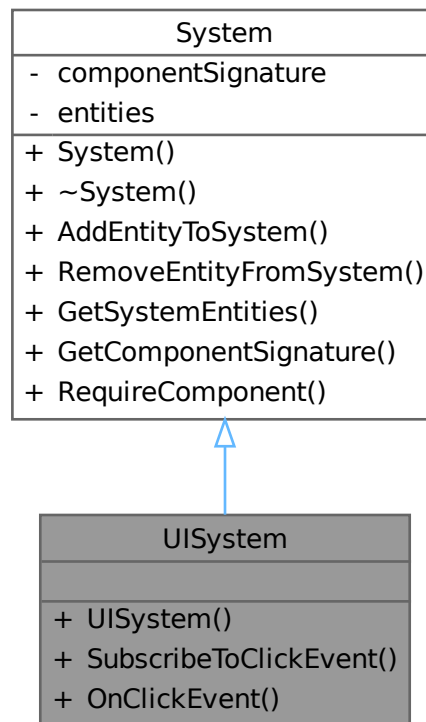 System
- componentSignature
- entities
+ System()
+ ~System()
+ AddEntityToSystem()
+ RemoveEntityFromSystem()
+ GetSystemEntities()
+ GetComponentSignature()
+ RequireComponent()
UISystem
+ UISystem()
+ SubscribeToClickEvent()
+ OnClickEvent()